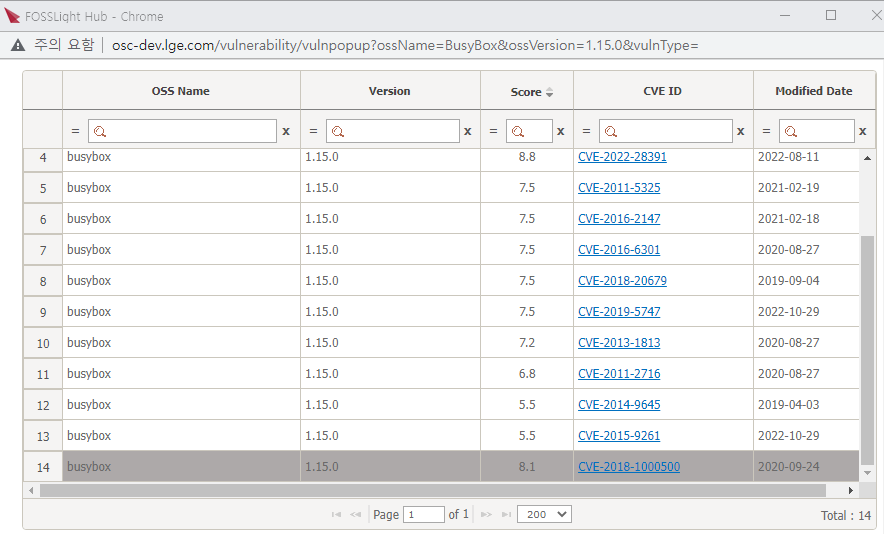 FOSSLight Hub - Chrome
주의 요함 | osc-dev.lge.com/vulnerability/vulnpopup?ossName=BusyBox&ossVersion=1.15.0&vulnType=
OSS Name Version Score CVE ID Modified Date
= x = x = x = x = x
4 busybox 1.15.0 8.8 CVE-2022-28391 2022-08-11
5 busybox 1.15.0 7.5 CVE-2011-5325 2021-02-19
6 busybox 1.15.0 7.5 CVE-2016-2147 2021-02-18
7 busybox 1.15.0 7.5 CVE-2016-6301 2020-08-27
8 busybox 1.15.0 7.5 CVE-2018-20679 2019-09-04
9 busybox 1.15.0 7.5 CVE-2019-5747 2022-10-29
10 busybox 1.15.0 7.2 CVE-2013-1813 2020-08-27
11 busybox 1.15.0 6.8 CVE-2011-2716 2020-08-27
12 busybox 1.15.0 5.5 CVE-2014-9645 2019-04-03
13 busybox 1.15.0 5.5 CVE-2015-9261 2022-10-29
14 busybox 1.15.0 8.1 CVE-2018-1000500 2020-09-24
Page 1 of 1 200 Total : 14